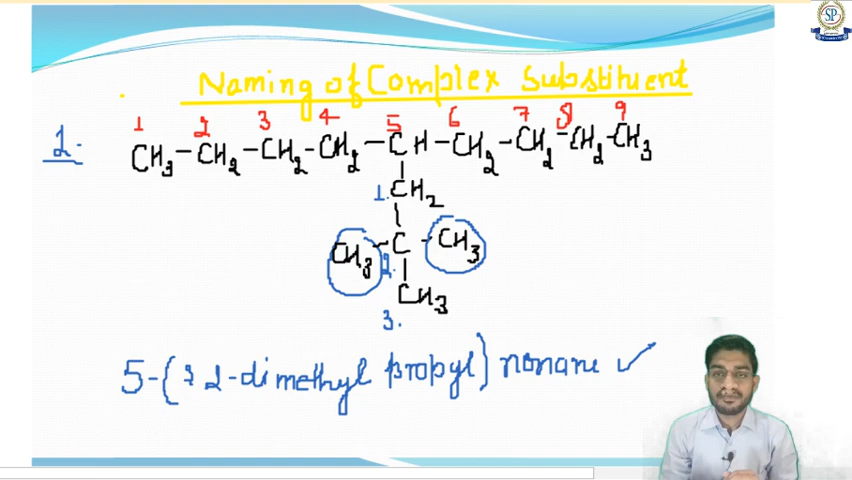 Naming of Complex Substituent
1 2 3 4 5 6 7 8 9
1. CH3-CH2-CH2-CH2-CH-CH2-CH2-CH2-CH3
1. CH2
CH3-C-CH3
2.
CH3
3.
5-(2 2-dimethyl propyl) nonane ✓
SP